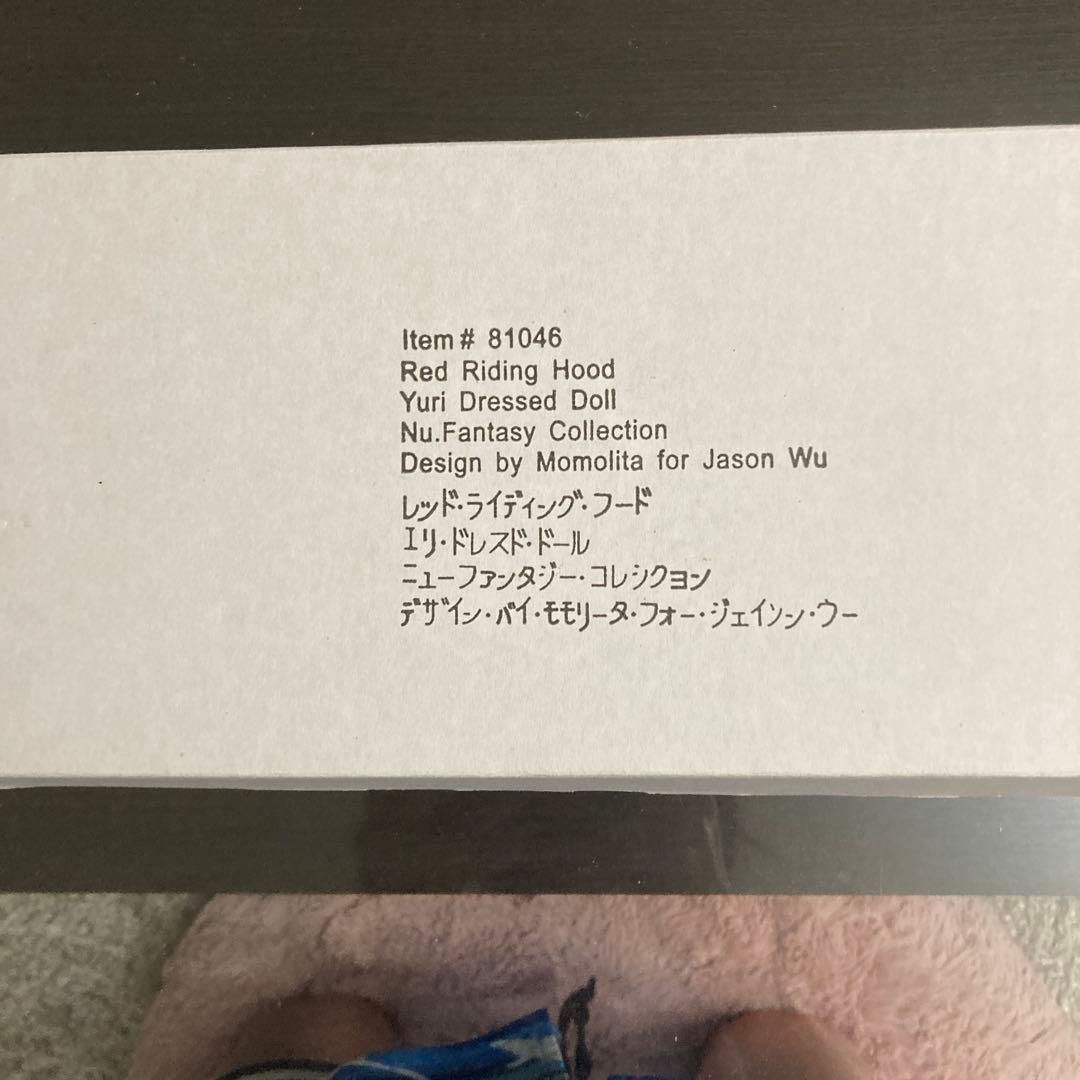 Item # 81046
Red Riding Hood
Yuri Dressed Doll
Nu.Fantasy Collection
Design by Momolita for Jason Wu
レッド・ライディング・フード
エリ・ドレスド・ドール
ニューファンタジー・コレシクョン
デザイン・バイ・モモリータ・フォー・ジェイソン・ウー